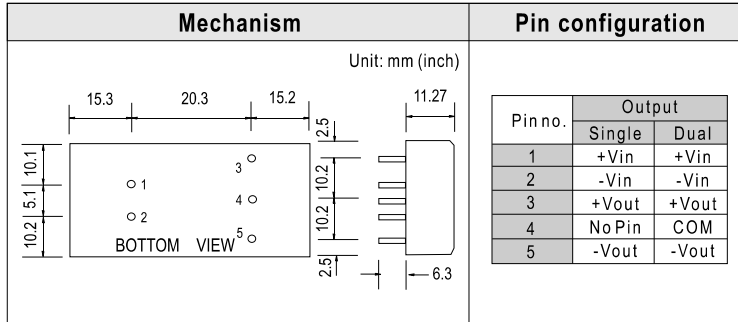 Mechanism
Pin configuration
Unit: mm (inch)
15.3 20.3 15.2 11.27
2.5
10.1
5.1
10.2
1
2
3
4
5
BOTTOM VIEW
10.2
10.2
2.5
6.3
Pin no. Output
Single Dual
1 +Vin +Vin
2 -Vin -Vin
3 +Vout +Vout
4 No Pin COM
5 -Vout -Vout